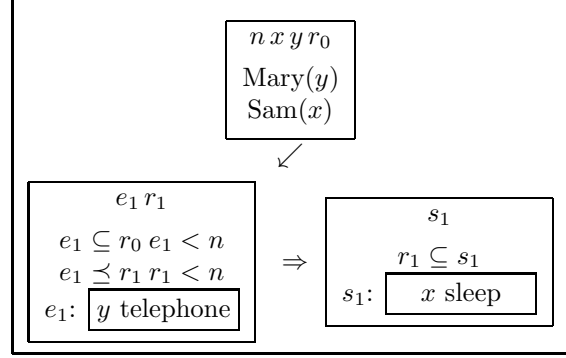 n x y r₀
Mary(y)
Sam(x)
↙
e₁ r₁
e₁ ⊆ r₀ e₁ < n
e₁ ⪯ r₁ r₁ < n
e₁: y telephone
⇒
s₁
r₁ ⊆ s₁
s₁: x sleep